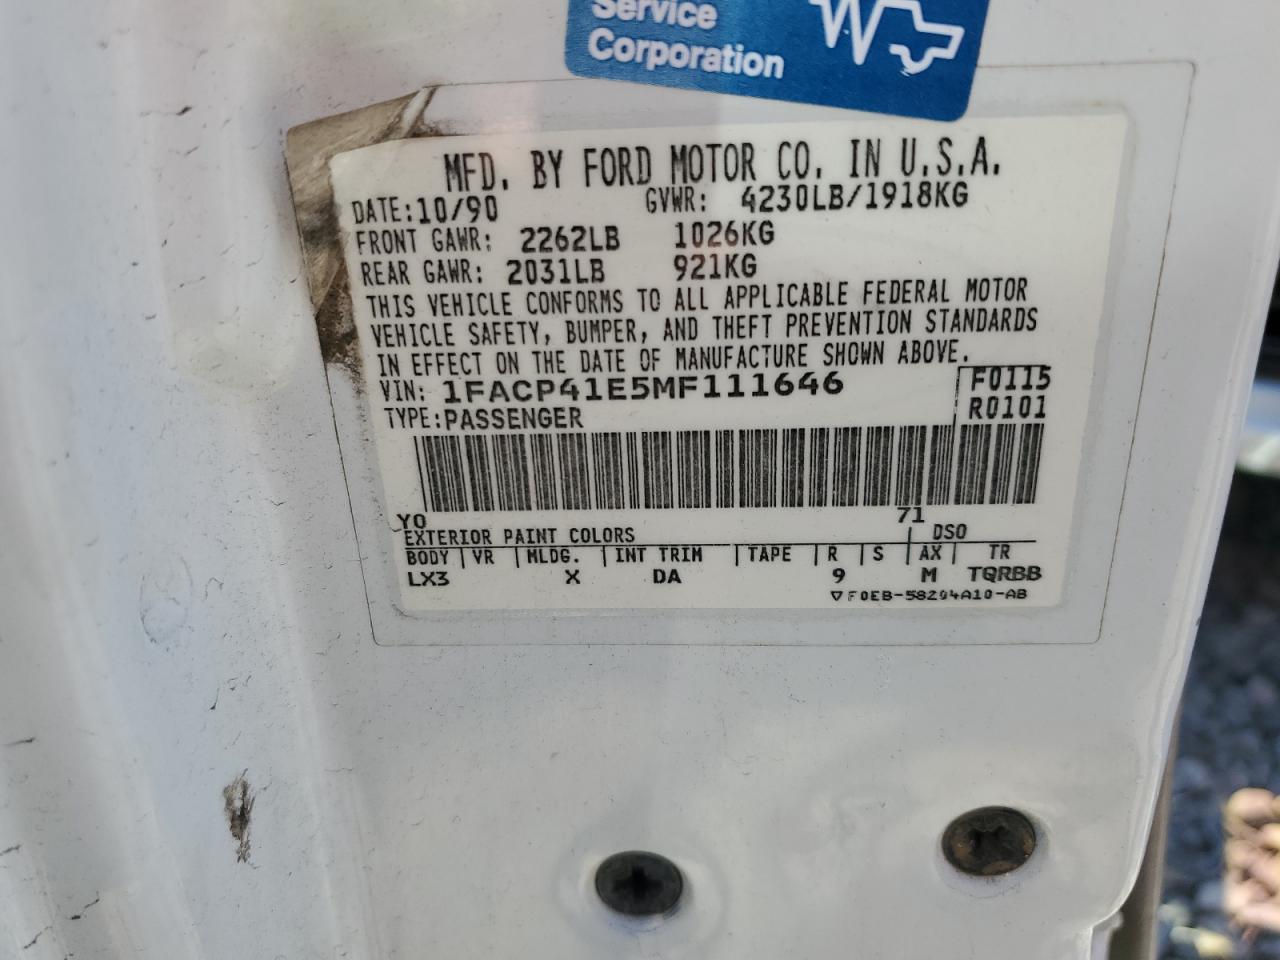 Service
Corporation
MFD. BY FORD MOTOR CO. IN U.S.A.
DATE:10/90 GVWR: 4230LB/1918KG
FRONT GAWR: 2262LB 1026KG
REAR GAWR: 2031LB 921KG
THIS VEHICLE CONFORMS TO ALL APPLICABLE FEDERAL MOTOR
VEHICLE SAFETY, BUMPER, AND THEFT PREVENTION STANDARDS
IN EFFECT ON THE DATE OF MANUFACTURE SHOWN ABOVE.
VIN: 1FACP41E5MF111646 F0115
TYPE:PASSENGER R0101
YO 71
EXTERIOR PAINT COLORS DSO
BODY VR MLDG. INT TRIM TAPE R S AX TR
LX3 X DA 9 M TQRBB
▽F0EB-58204A10-AB